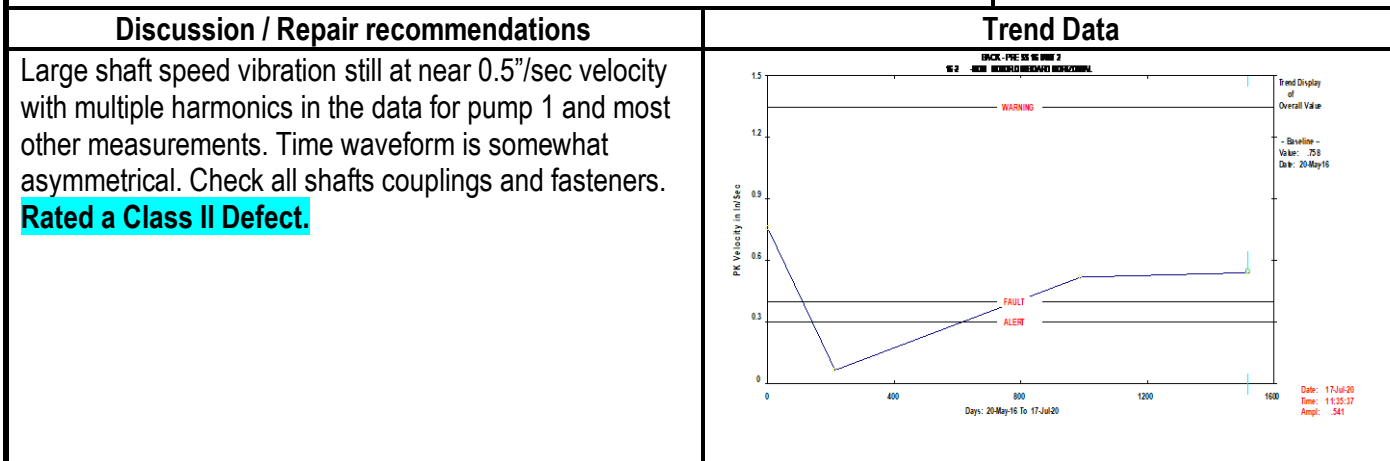 Discussion / Repair recommendations
Large shaft speed vibration still at near 0.5”/sec velocity
with multiple harmonics in the data for pump 1 and most
other measurements. Time waveform is somewhat
asymmetrical. Check all shafts couplings and fasteners.
Rated a Class II Defect.
Trend Data
16-2
HORIZONTAL
Trend Display
of
Overall Value
- Baseline -
Value: .758
Date: 20-May-16
PK Velocity in In/Sec
1.5
1.2
0.9
0.6
0.3
0
WARNING
FAULT
ALERT
0
400
800
1200
1600
Days: 20-May-16 To 17-Jul-20
Date: 17-Jul-20
Time: 11:35:37
Ampl: .541